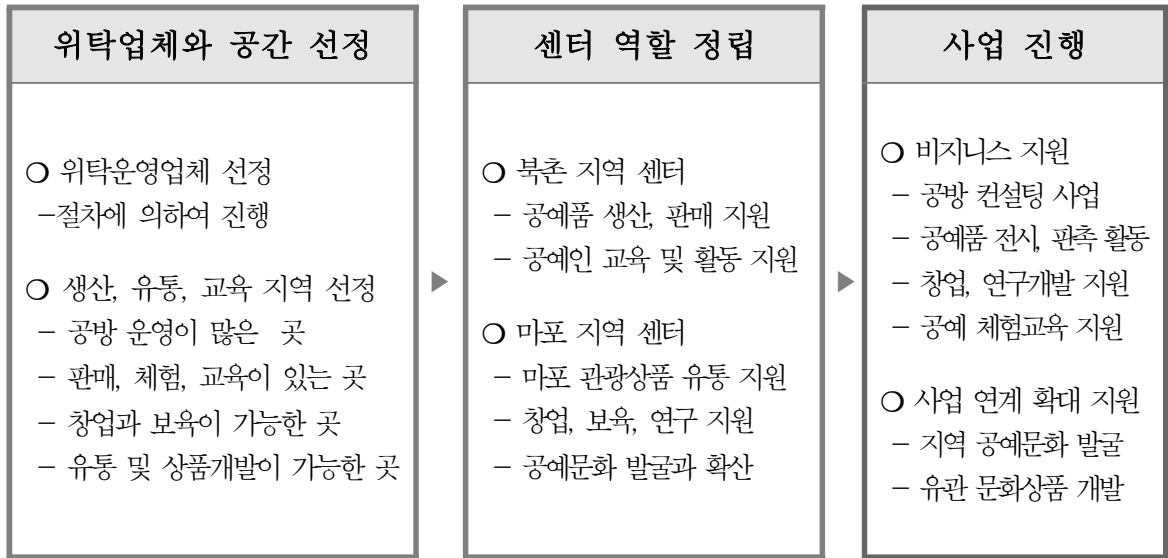 위탁업체와 공간 선정
❍ 위탁운영업체 선정
-절차에 의하여 진행
❍ 생산, 유통, 교육 지역 선정
- 공방 운영이 많은 곳
- 판매, 체험, 교육이 있는 곳
- 창업과 보육이 가능한 곳
- 유통 및 상품개발이 가능한 곳
▶
센터 역할 정립
❍ 북촌 지역 센터
- 공예품 생산, 판매 지원
- 공예인 교육 및 활동 지원
❍ 마포 지역 센터
- 마포 관광상품 유통 지원
- 창업, 보육, 연구 지원
- 공예문화 발굴과 확산
▶
사업 진행
❍ 비지니스 지원
- 공방 컨설팅 사업
- 공예품 전시, 판촉 활동
- 창업, 연구개발 지원
- 공예 체험교육 지원
❍ 사업 연계 확대 지원
- 지역 공예문화 발굴
- 유관 문화상품 개발